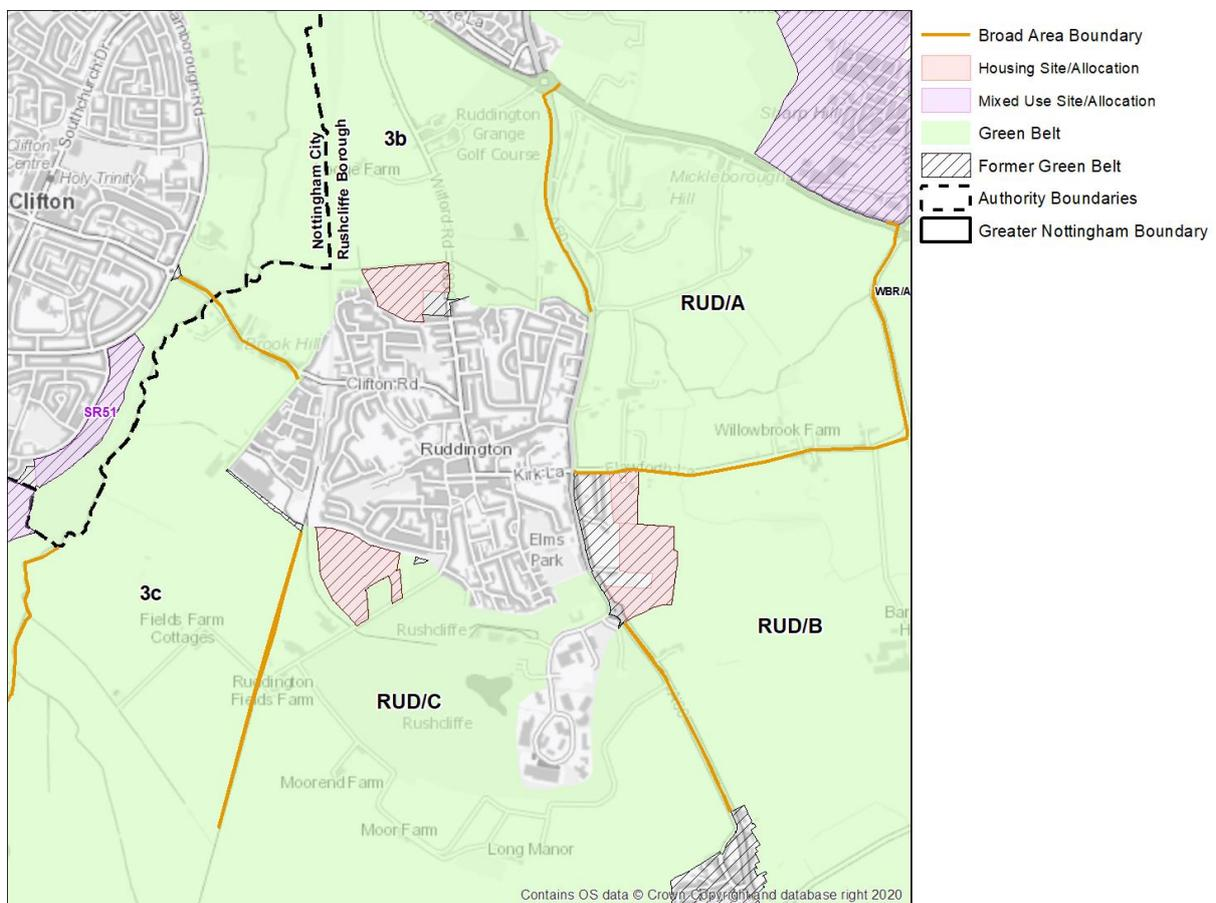 Southchurch Dr
Clifton
Centre
Holy Trinity
Clifton
Nottingham City
Rushcliffe Borough
3b
Wilford Rd
Ruddington
Grange
Golf Course
Sharp Hill
Mickleborough
Hill
RUD/A
WBR/A
Brook Hill
Clifton Rd
SR51
Ruddington
Kirk La
Willowbrook Farm
Elms
Park
3c
Fields Farm
Cottages
RUD/B
Rushcliffe
Ruddington
Fields Farm
RUD/C
Rushcliffe
Moorend Farm
Moor Farm
Long Manor
Contains OS data © Crown Copyright and database right 2020
Broad Area Boundary
Housing Site/Allocation
Mixed Use Site/Allocation
Green Belt
Former Green Belt
Authority Boundaries
Greater Nottingham Boundary